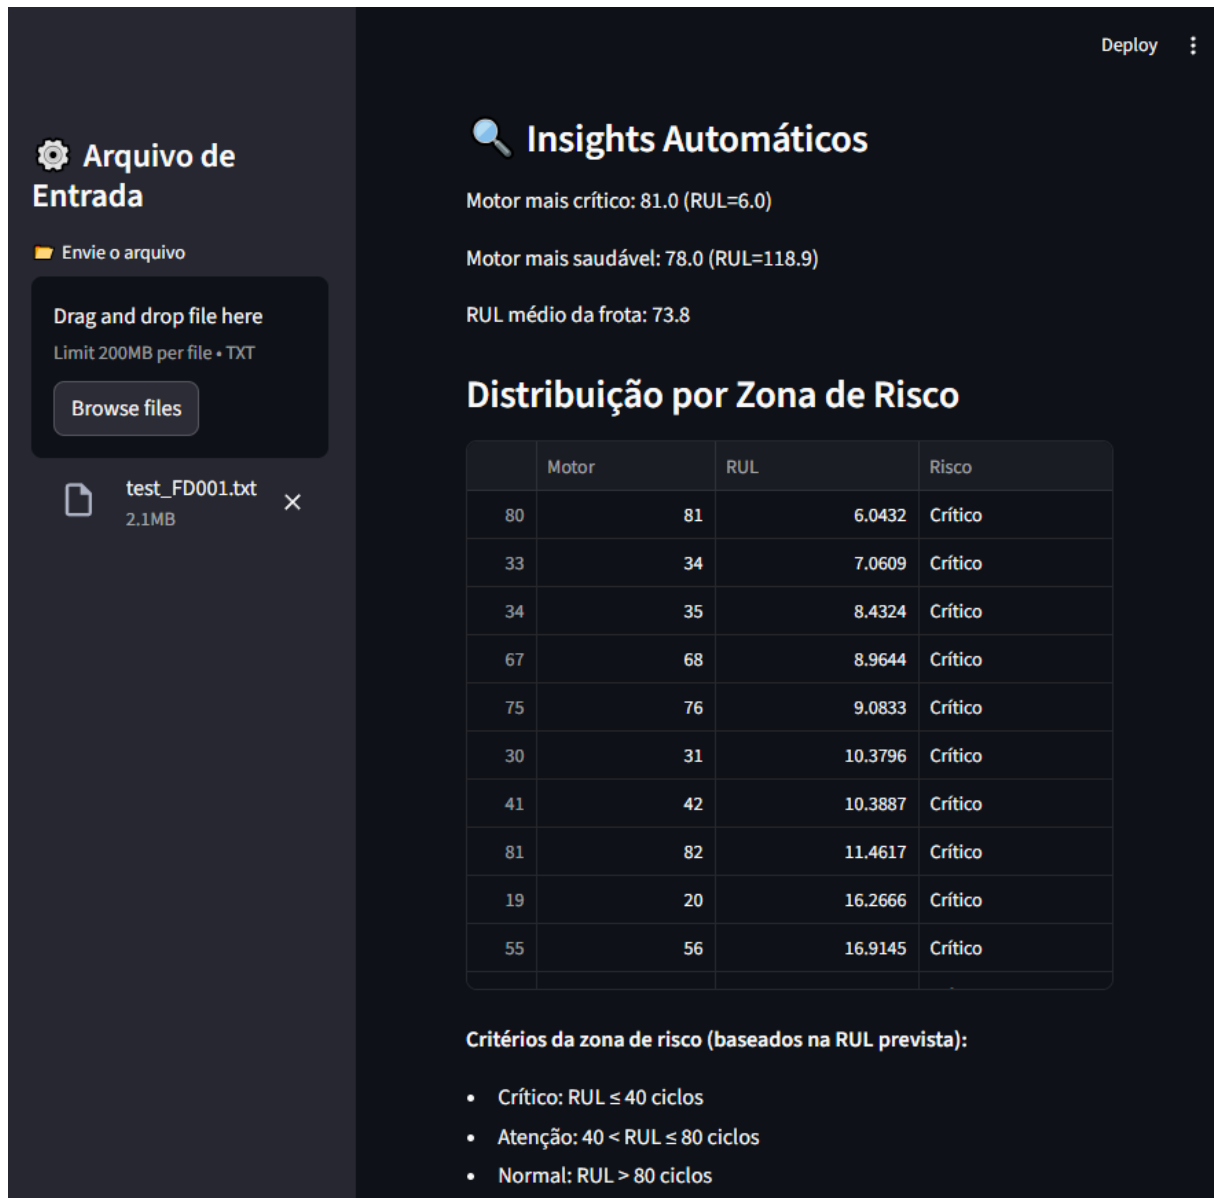 Deploy
Arquivo de
Entrada
Envie o arquivo
Drag and drop file here
Limit 200MB per file • TXT
Browse files
test_FD001.txt
2.1MB
Insights Automáticos
Motor mais crítico: 81.0 (RUL=6.0)
Motor mais saudável: 78.0 (RUL=118.9)
RUL médio da frota: 73.8
Distribuição por Zona de Risco
Motor RUL Risco
80 81 6.0432 Crítico
33 34 7.0609 Crítico
34 35 8.4324 Crítico
67 68 8.9644 Crítico
75 76 9.0833 Crítico
30 31 10.3796 Crítico
41 42 10.3887 Crítico
81 82 11.4617 Crítico
19 20 16.2666 Crítico
55 56 16.9145 Crítico
Critérios da zona de risco (baseados na RUL prevista):
• Crítico: RUL ≤ 40 ciclos
• Atenção: 40 < RUL ≤ 80 ciclos
• Normal: RUL > 80 ciclos